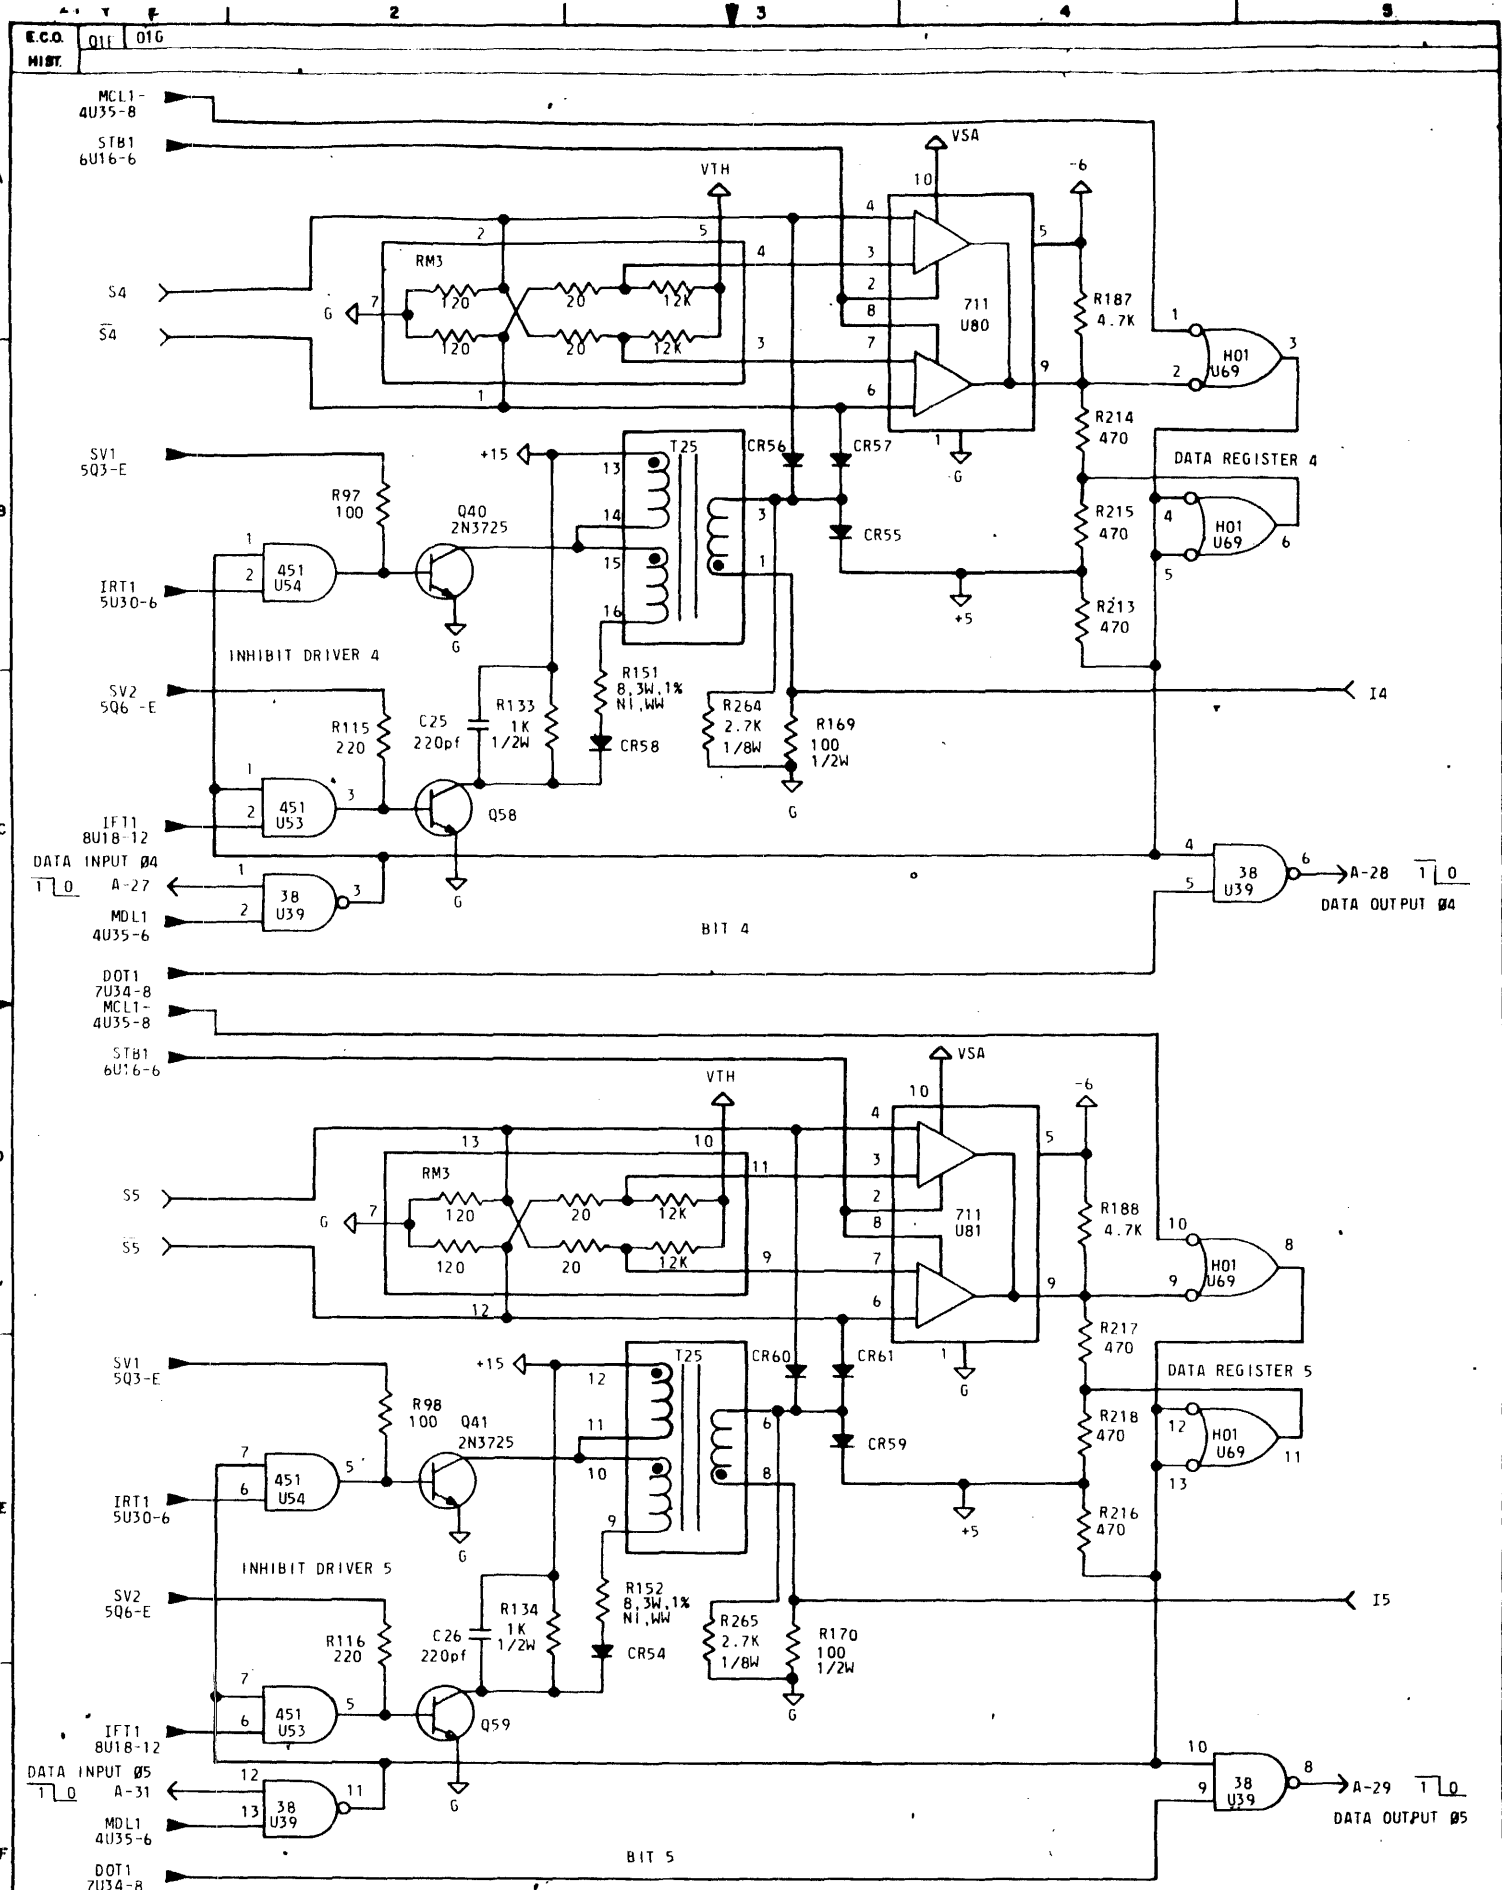 2 3 4 5
E.C.O. 01F 01G
HIST.
MCL1-
4U35-8
STB1
6U16-6
VSA
VTH
-6
10
4
5
2
5
4
3
RM3
S4
7
G
120
20
12K
2
711
U80
R187
4.7K
8
1
3
H01
U69
S4
120
20
12K
3
7
9
2
1
6
R214
470
SV1
5Q3-E
+15
13
T25
CR56
CR57
1
G
DATA REGISTER 4
R97
100
Q40
2N3725
14
3
CR55
R215
470
4
H01
U69
6
1
451
U54
2
15
1
5
IRT1
5U30-6
G
16
+5
R213
470
INHIBIT DRIVER 4
SV2
5Q6-E
R151
8,3W,1%
NI,WW
I4
R115
220
C25
220pf
R133
1K
1/2W
CR58
R264
2.7K
1/8W
R169
100
1/2W
1
451
U53
3
2
Q58
G
IFT1
8U18-12
DATA INPUT Ø4
1 0 A-27
1
38
U39
3
2
G
4
38
U39
6
5
A-28 1 0
DATA OUTPUT Ø4
MDL1
4U35-6
BIT 4
DOT1
7U34-8
MCL1-
4U35-8
STB1
6U16-6
VSA
VTH
-6
10
4
5
13
10
11
3
RM3
S5
7
G
120
20
12K
2
711
U81
R188
4.7K
8
10
8
H01
U69
S5
120
20
12K
9
7
9
9
12
6
R217
470
SV1
5Q3-E
+15
12
T25
CR60
CR61
1
G
DATA REGISTER 5
R98
100
Q41
2N3725
11
6
CR59
R218
470
12
H01
U69
11
7
451
U54
5
6
10
8
13
IRT1
5U30-6
G
9
+5
R216
470
INHIBIT DRIVER 5
SV2
5Q6-E
R152
8,3W,1%
NI,WW
I5
R116
220
C26
220pf
R134
1K
1/2W
CR54
R265
2.7K
1/8W
R170
100
1/2W
7
451
U53
5
6
Q59
G
IFT1
8U18-12
DATA INPUT Ø5
1 0 A-31
12
38
U39
11
13
G
10
38
U39
8
9
A-29 1 0
DATA OUTPUT Ø5
MDL1
4U35-6
BIT 5
DOT1
7U34-8